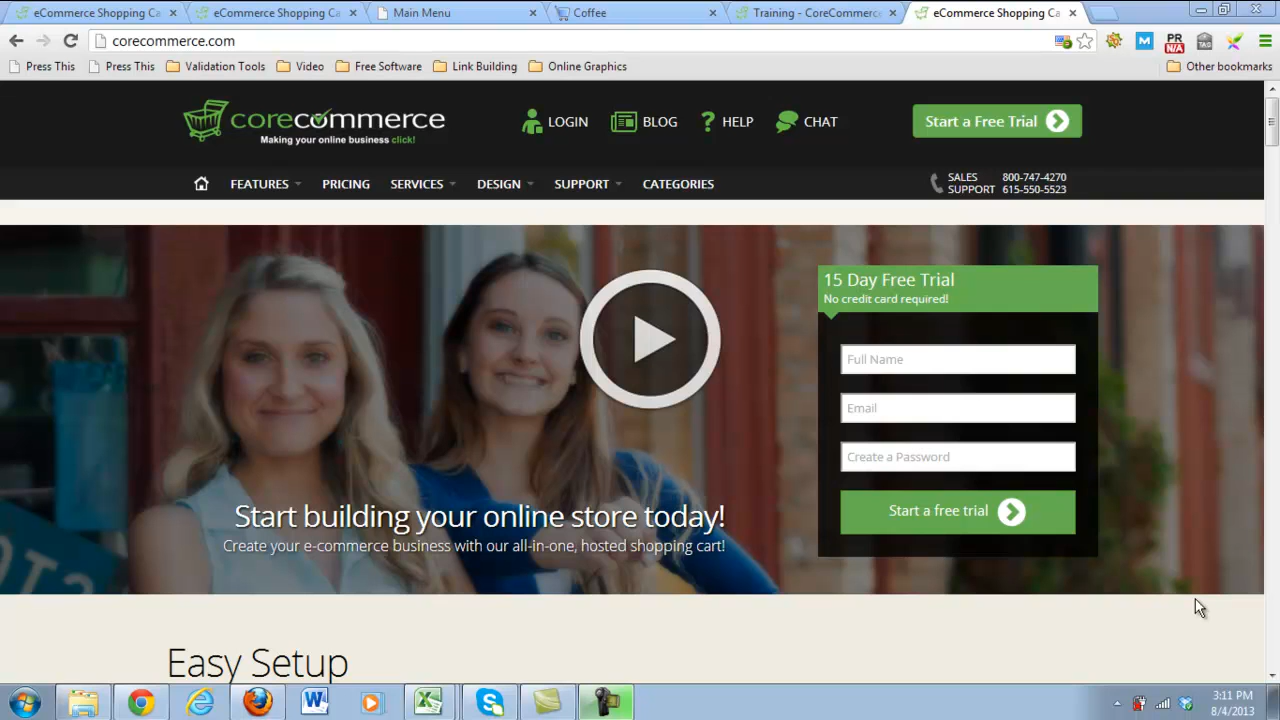 eCommerce Shopping Ca
eCommerce Shopping Ca
Main Menu
Coffee
Training - CoreCommerce
eCommerce Shopping Ca
corecommerce.com
PR
N/A
TAG
M
Press This
Press This
Validation Tools
Video
Free Software
Link Building
Online Graphics
Other bookmarks
corecommerce
Making your online business click!
LOGIN
BLOG
HELP
CHAT
Start a Free Trial
FEATURES
PRICING
SERVICES
DESIGN
SUPPORT
CATEGORIES
SALES 800-747-4270
SUPPORT 615-550-5523
15 Day Free Trial
No credit card required!
Full Name
Email
Create a Password
Start a free trial
Start building your online store today!
Create your e-commerce business with our all-in-one, hosted shopping cart!
STO
Easy Setup
3:11 PM
8/4/2013